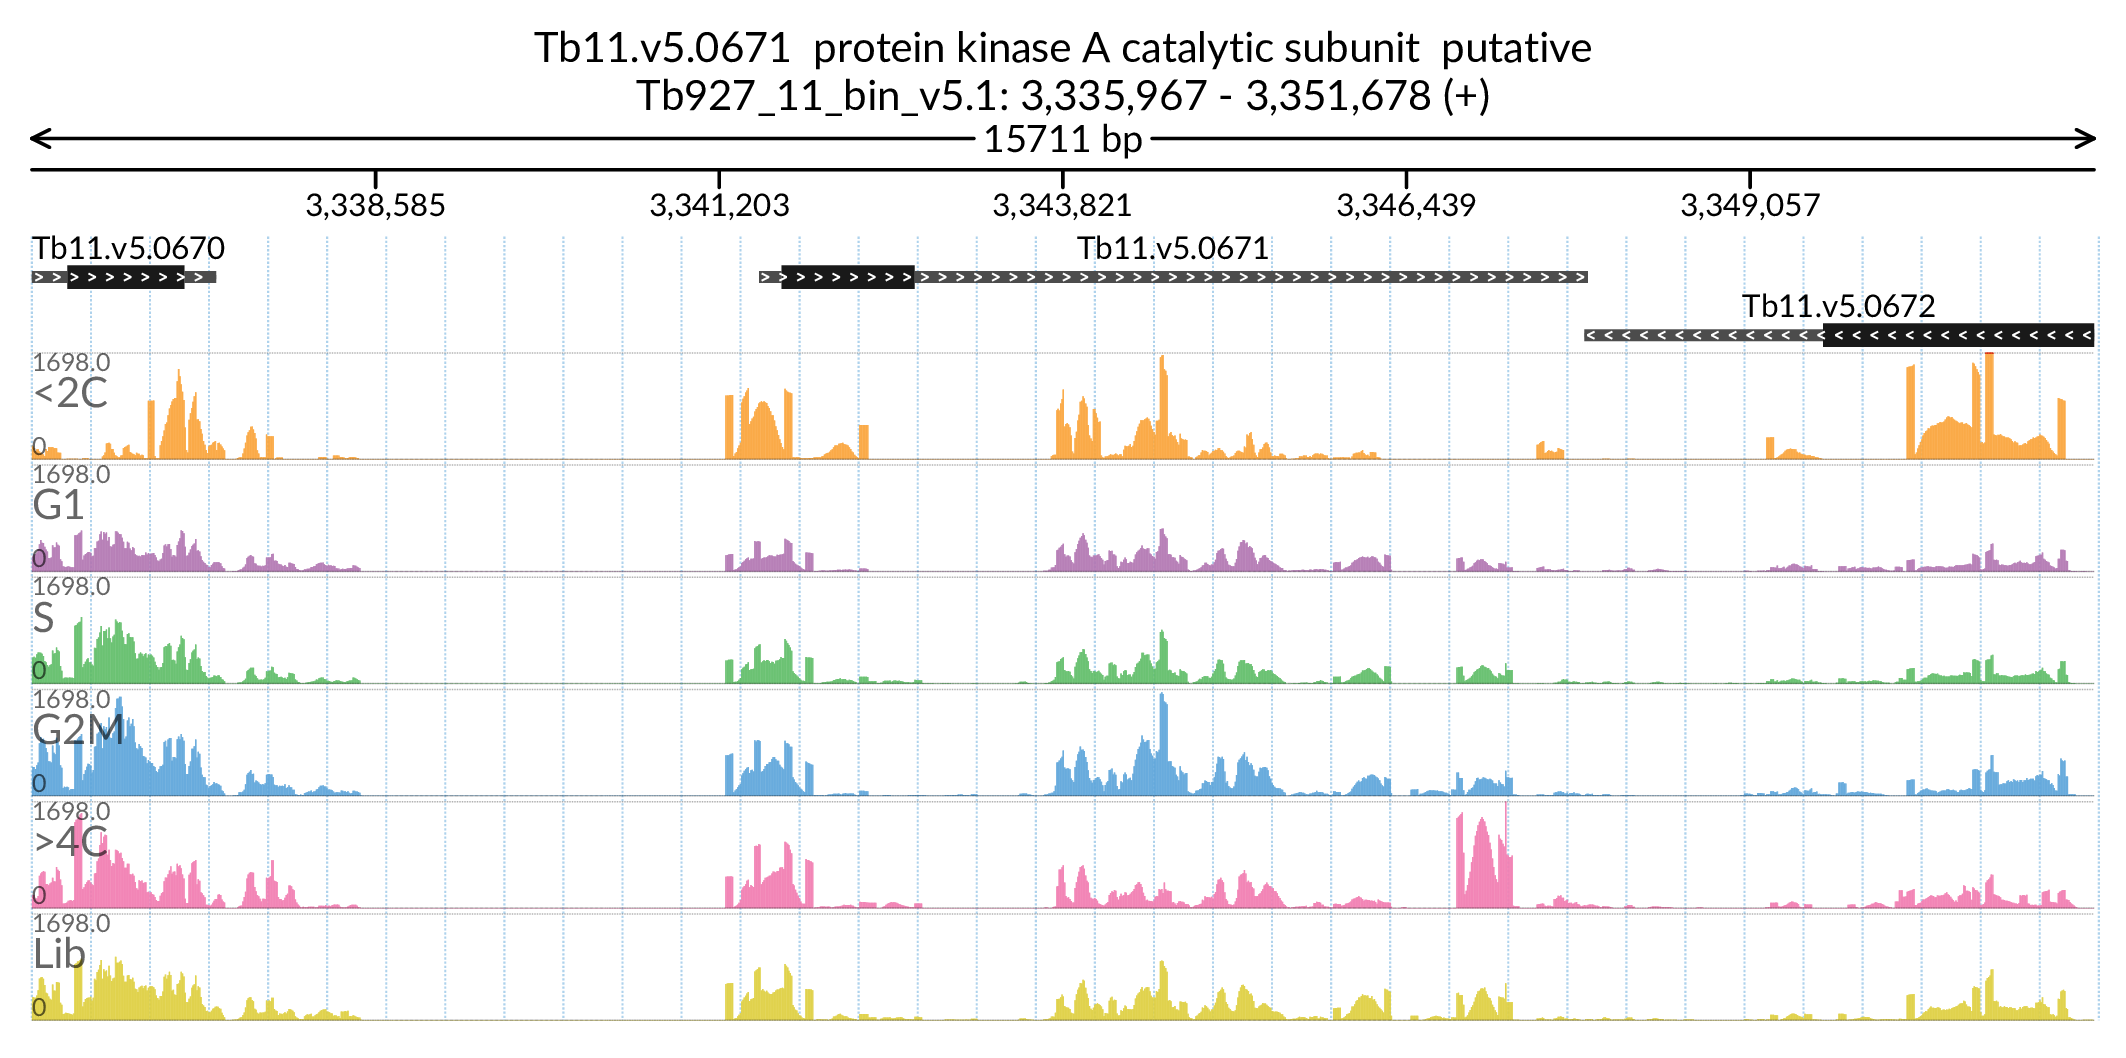 Tb11.v5.0671  protein kinase A catalytic subunit  putative
Tb927_11_bin_v5.1: 3,335,967 - 3,351,678 (+)
15711 bp
3,338,585 3,341,203 3,343,821 3,346,439 3,349,057
Tb11.v5.0670 Tb11.v5.0671
Tb11.v5.0672
1698.0
<2C
0
1698.0
G1
0
1698.0
S
0
1698.0
G2M
0
1698.0
>4C
0
1698.0
Lib
0